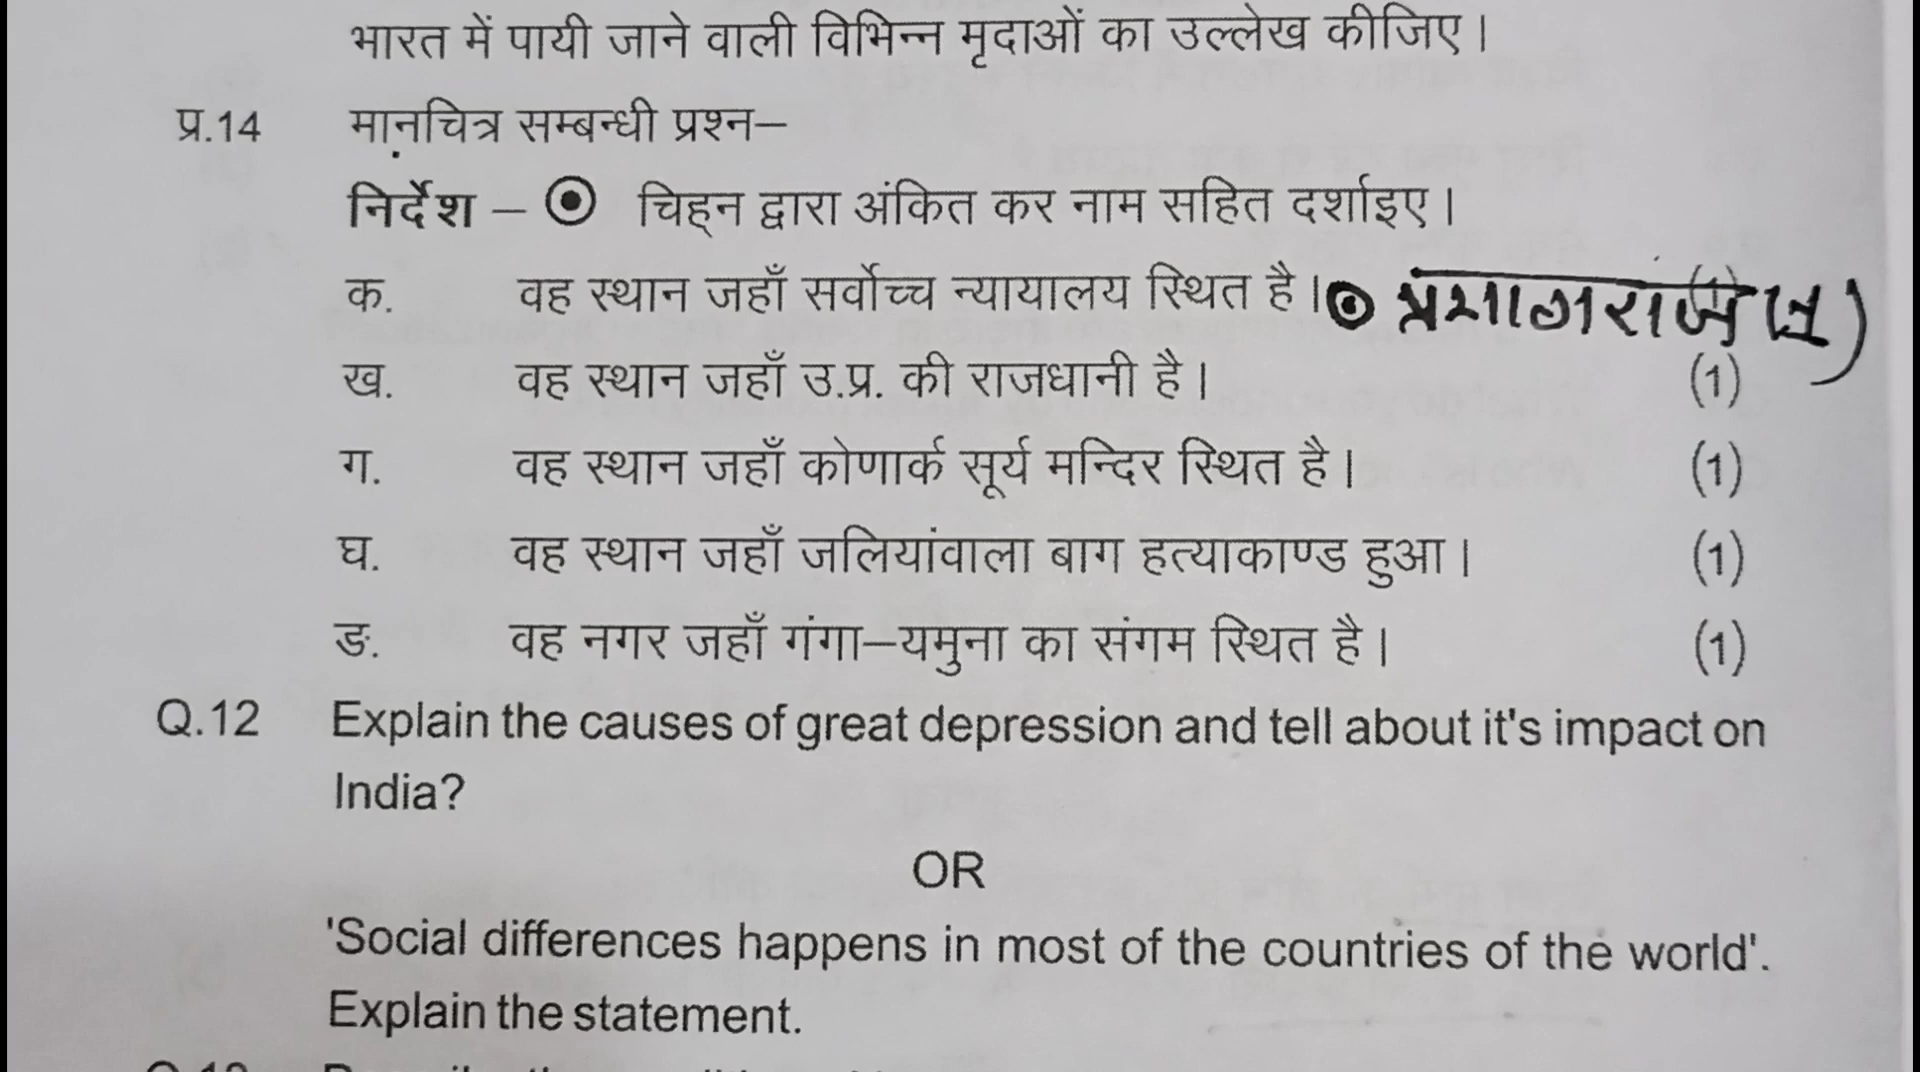 भारत में पायी जाने वाली विभिन्न मृदाओं का उल्लेख कीजिए।
प्र.14 मानचित्र सम्बन्धी प्रश्न–
निर्देश – ⊙ चिह्न द्वारा अंकित कर नाम सहित दर्शाइए।
क. वह स्थान जहाँ सर्वोच्च न्यायालय स्थित है। ⊙ प्रयागराज
ख. वह स्थान जहाँ उ.प्र. की राजधानी है। (1)
ग. वह स्थान जहाँ कोणार्क सूर्य मन्दिर स्थित है। (1)
घ. वह स्थान जहाँ जलियांवाला बाग हत्याकाण्ड हुआ। (1)
ङ. वह नगर जहाँ गंगा–यमुना का संगम स्थित है। (1)
Q.12 Explain the causes of great depression and tell about it's impact on
India?
OR
'Social differences happens in most of the countries of the world'.
Explain the statement.